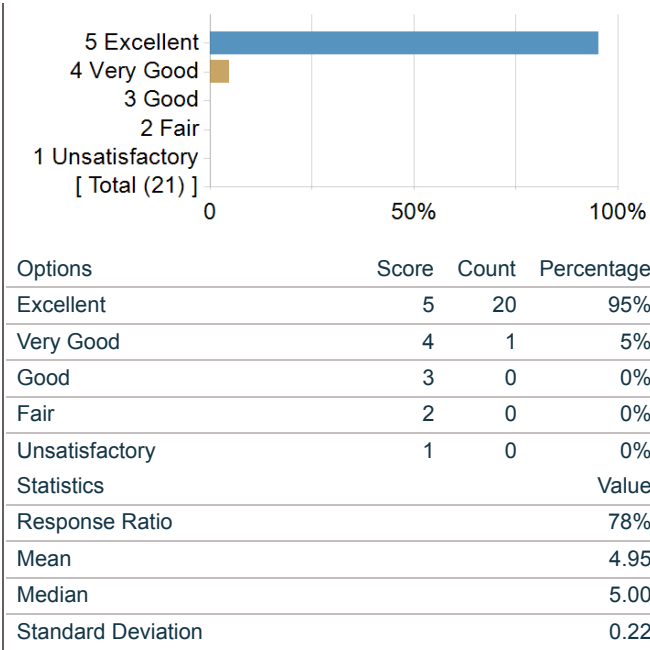 5 Excellent
4 Very Good
3 Good
2 Fair
1 Unsatisfactory
[ Total (21) ]
0 50% 100%
Options Score Count Percentage
Excellent 5 20 95%
Very Good 4 1 5%
Good 3 0 0%
Fair 2 0 0%
Unsatisfactory 1 0 0%
Statistics Value
Response Ratio 78%
Mean 4.95
Median 5.00
Standard Deviation 0.22